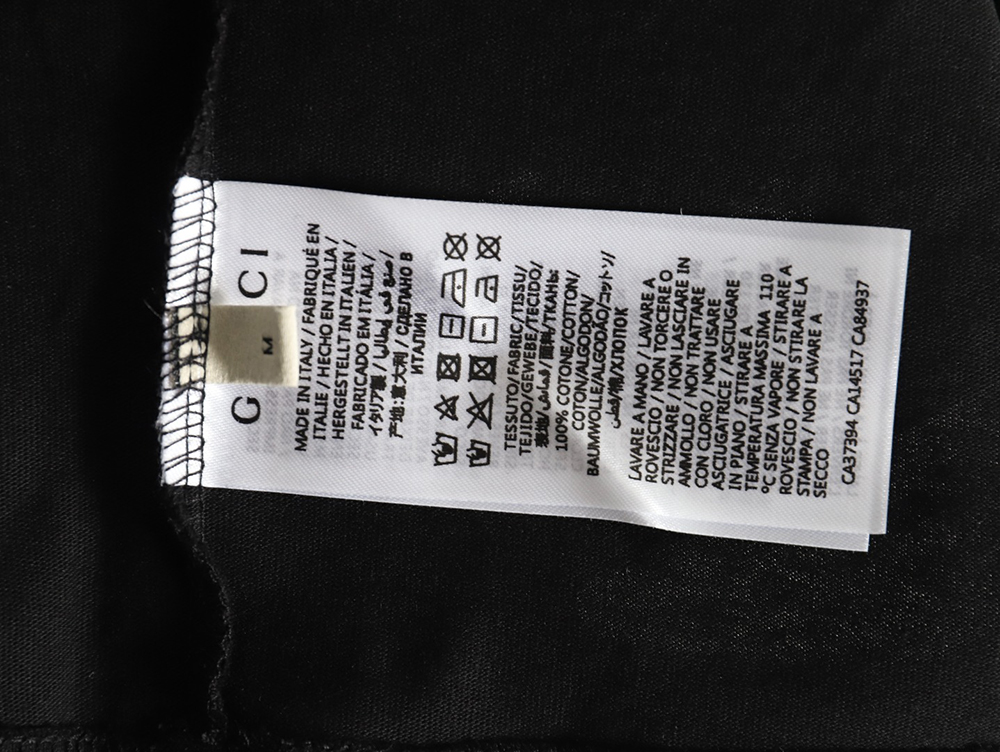 G CI
M
MADE IN ITALY / FABRIQUÉ EN
ITALIE / HECHO EN ITALIA /
HERGESTELLT IN ITALIEN /
FABRICADO EM ITÁLIA /
イタリア製 / صنع في إيطاليا /
产地:意大利 / СДЕЛАНО В
ИТАЛИИ
TESSUTO/FABRIC/TISSU/
TEJIDO/GEWEBE/TECIDO/
表地/قماش/面料/ТКАНЬ:
100% COTONE/COTTON/
COTON/ALGODON/
BAUMWOLLE/ALGODÃO/コットン/
قطن/棉/ХЛОПОК
LAVARE A MANO / LAVARE A
ROVESCIO / NON TORCERE O
STRIZZARE / NON LASCIARE IN
AMMOLLO / NON TRATTARE
CON CLORO / NON USARE
ASCIUGATRICE / ASCIUGARE
IN PIANO / STIRARE A
TEMPERATURA MASSIMA 110
°C SENZA VAPORE / STIRARE A
ROVESCIO / NON STIRARE LA
STAMPA / NON LAVARE A
SECCO
CA37394 CA14517 CA84937